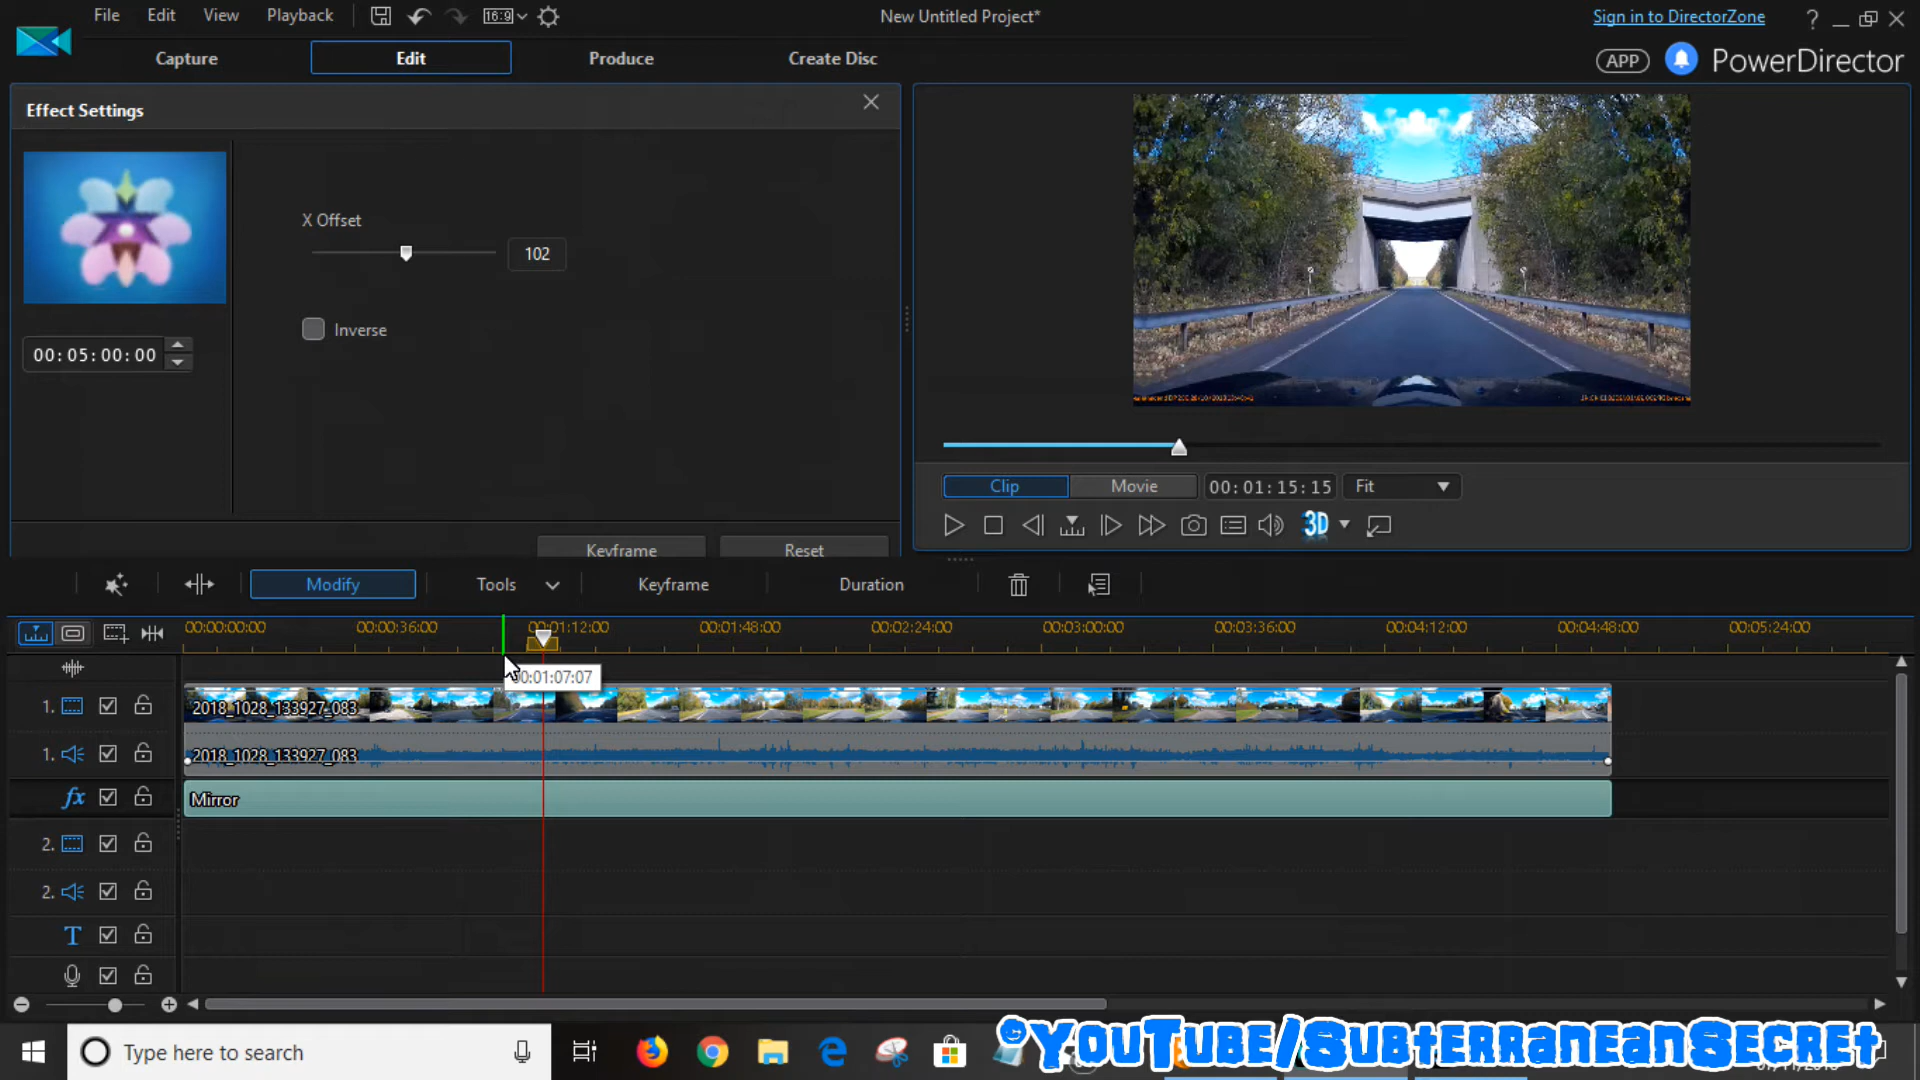 File Edit View Playback 16:9 New Untitled Project* Sign in to DirectorZone ?
Capture Edit Produce Create Disc APP PowerDirector
Effect Settings
X Offset
102
Inverse
00:05:00:00
Clip Movie 00:01:15:15 Fit
3D
Keyframe Reset
Modify Tools Keyframe Duration
00:00:00:00 00:00:36:00 00:01:12:00 00:01:48:00 00:02:24:00 00:03:00:00 00:03:36:00 00:04:12:00 00:04:48:00 00:05:24:00
00:01:07:07
1. 2018_1028_133927_083
1. 2018_1028_133927_083
fx Mirror
2.
2.
T
Type here to search
©YouTube/SubterraneanSecret